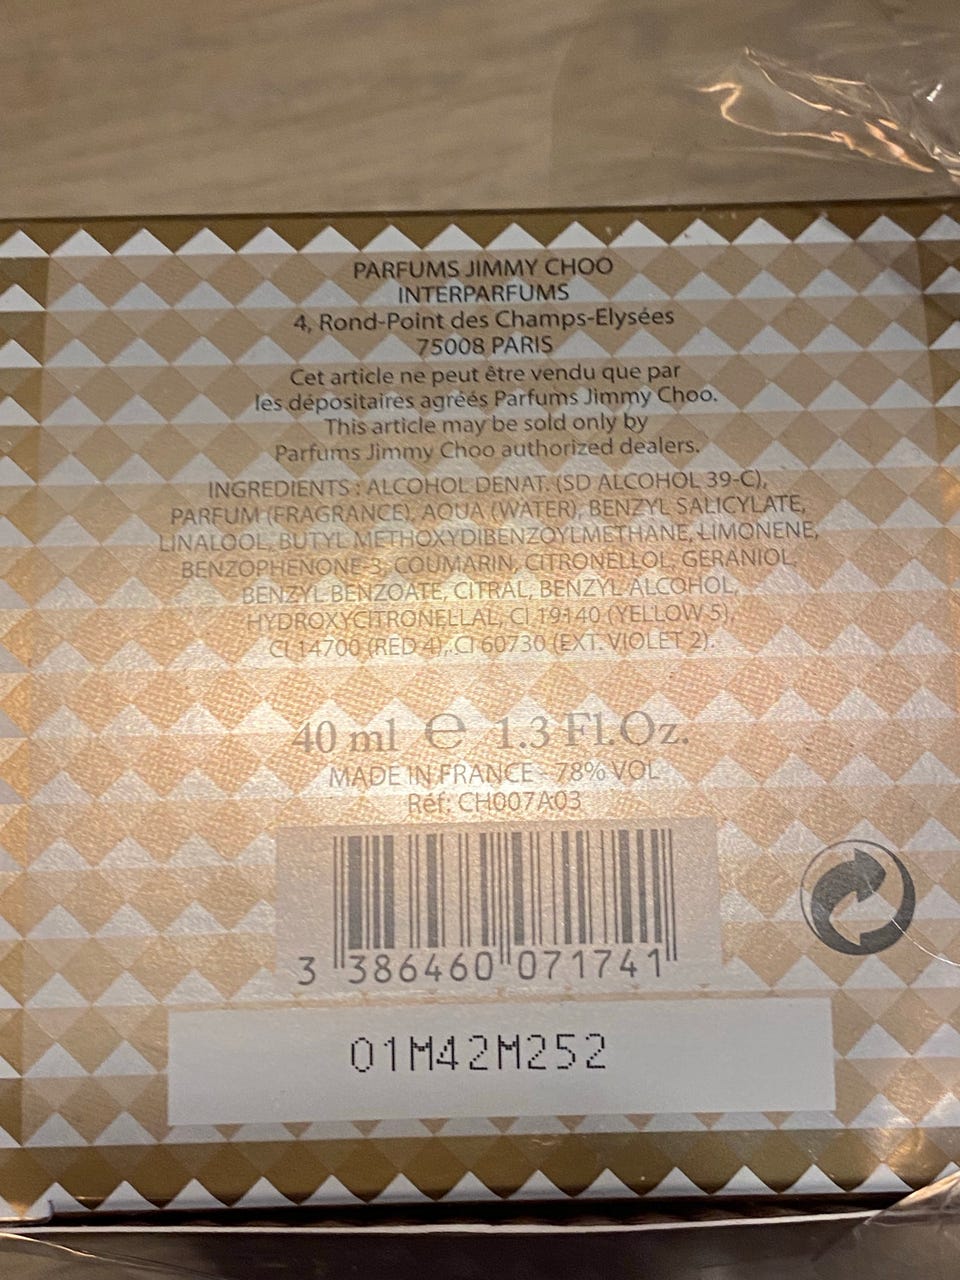 PARFUMS JIMMY CHOO
INTERPARFUMS
4, Rond-Point des Champs-Elysées
75008 PARIS
Cet article ne peut être vendu que par
les dépositaires agréés Parfums Jimmy Choo.
This article may be sold only by
Parfums Jimmy Choo authorized dealers.
INGREDIENTS : ALCOHOL DENAT. (SD ALCOHOL 39-C),
PARFUM (FRAGRANCE), AQUA (WATER), BENZYL SALICYLATE,
LINALOOL, BUTYL METHOXYDIBENZOYLMETHANE, LIMONENE,
BENZOPHENONE-3, COUMARIN, CITRONELLOL, GERANIOL,
BENZYL BENZOATE, CITRAL, BENZYL ALCOHOL,
HYDROXYCITRONELLAL, CI 19140 (YELLOW 5),
CI 14700 (RED 4), CI 60730 (EXT. VIOLET 2).
40 ml e 1.3 Fl.Oz.
MADE IN FRANCE - 78% VOL
Réf: CH007A03
3 386460 071741
01M42M252